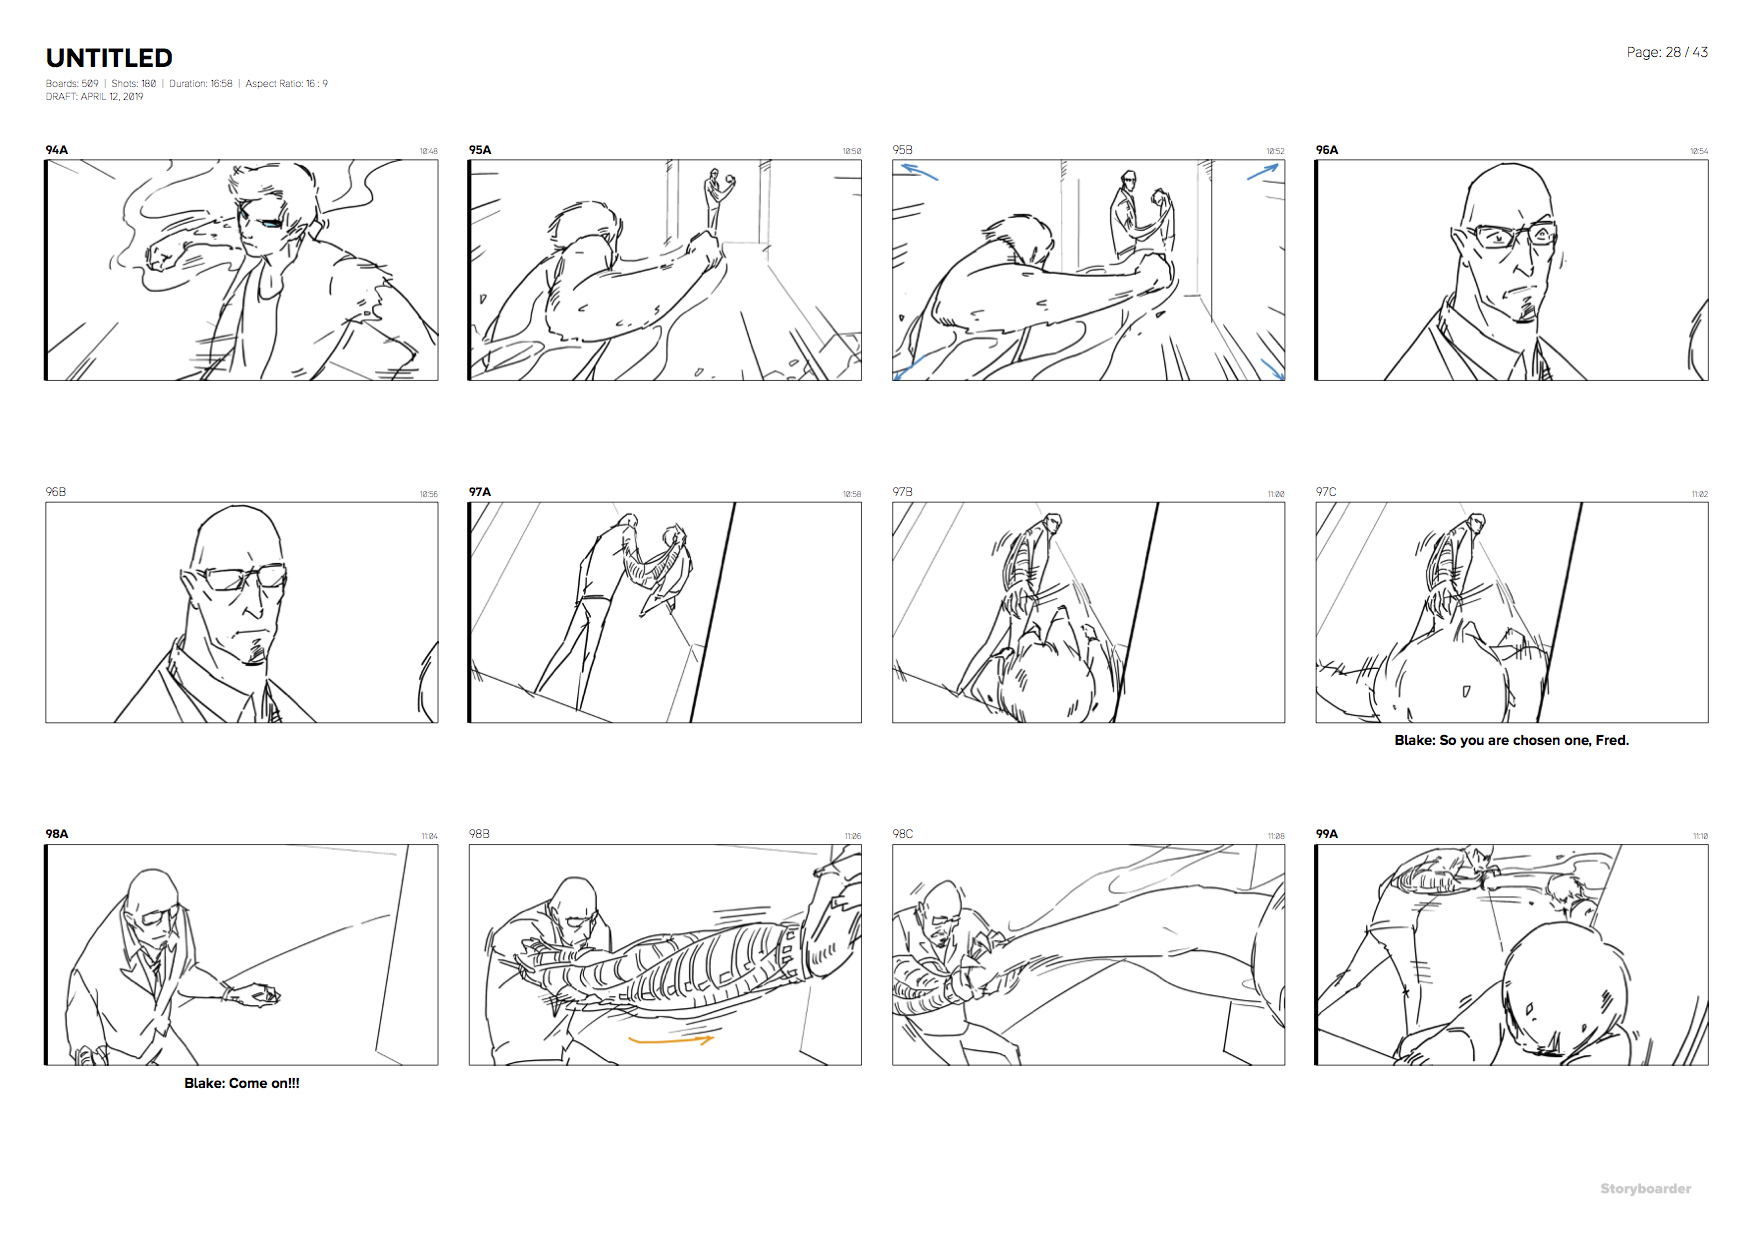 UNTITLED
Page: 28 / 43
Boards: 509 | Shots: 180 | Duration: 16:58 | Aspect Ratio: 16 : 9
DRAFT: APRIL 12, 2019
94A 10:48
95A 10:50
95B 10:52
96A 10:54
96B 10:56
97A 10:58
97B 11:00
97C 11:02
Blake: So you are chosen one, Fred.
98A 11:04
98B 11:06
98C 11:08
99A 11:10
Blake: Come on!!!
Storyboarder